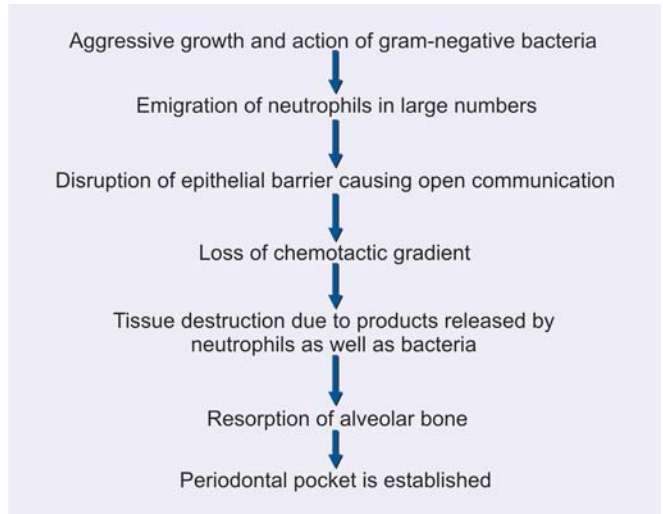 Aggressive growth and action of gram-negative bacteria
Emigration of neutrophils in large numbers
Disruption of epithelial barrier causing open communication
Loss of chemotactic gradient
Tissue destruction due to products released by
neutrophils as well as bacteria
Resorption of alveolar bone
Periodontal pocket is established